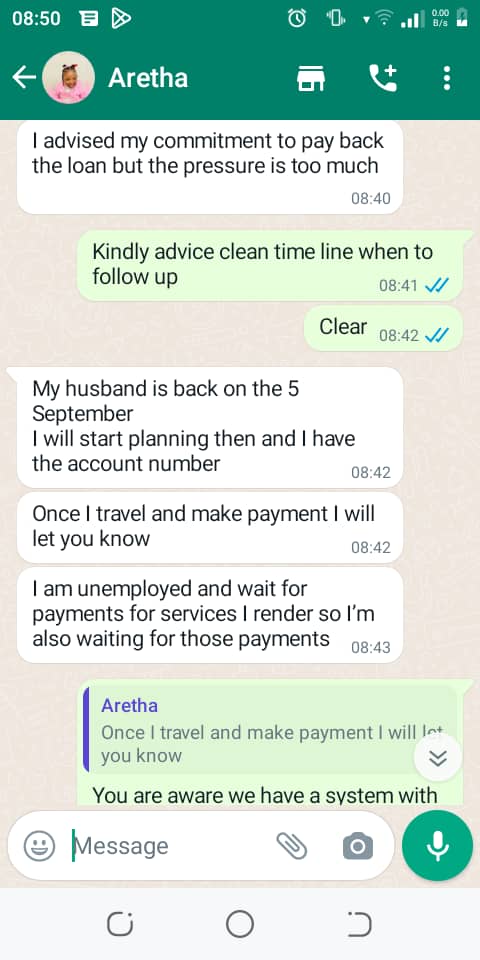 08:50
0.00
B/s
Aretha
I advised my commitment to pay back
the loan but the pressure is too much
08:40
Kindly advice clean time line when to
follow up
08:41
Clear
08:42
My husband is back on the 5
September
I will start planning then and I have
the account number
08:42
Once I travel and make payment I will
let you know
08:42
I am unemployed and wait for
payments for services I render so I'm
also waiting for those payments
08:43
Aretha
Once I travel and make payment I will let
you know
You are aware we have a system with
Message